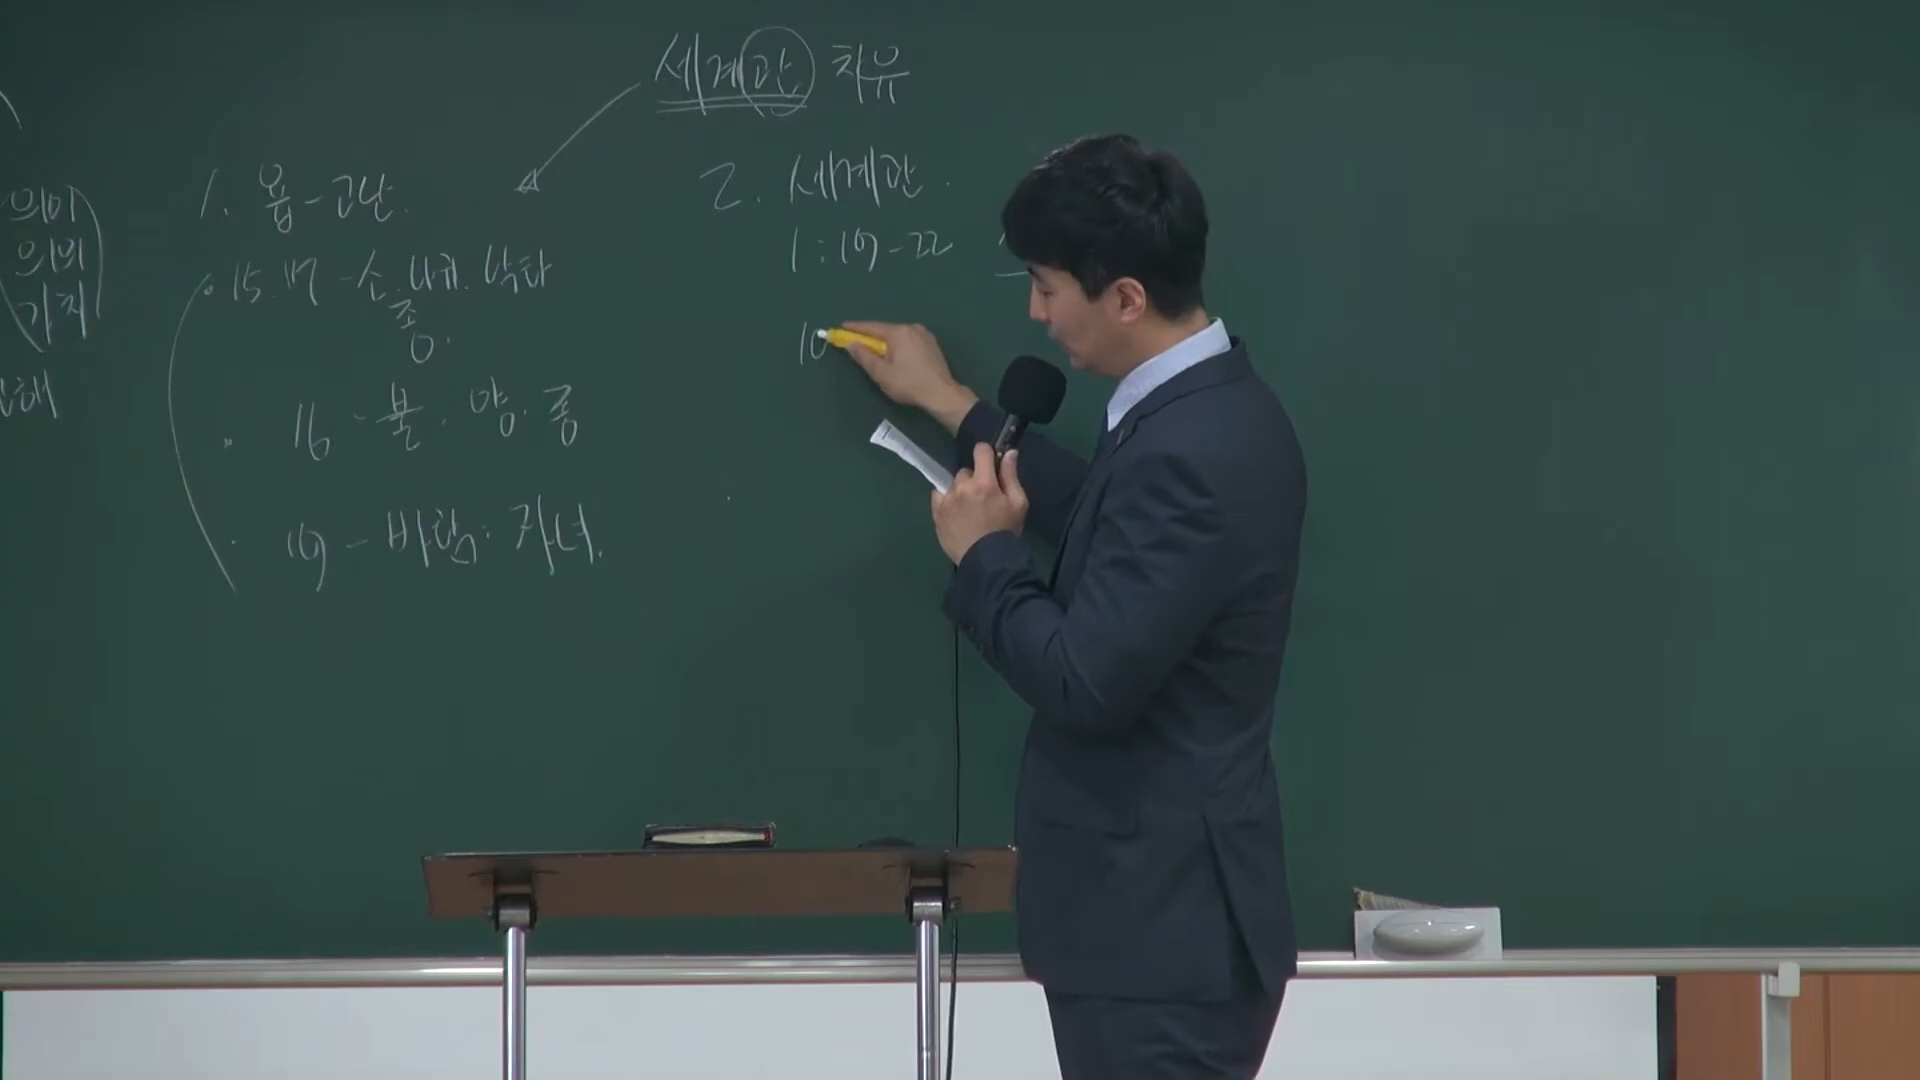 세계관 치유
의미
의의
가치
해
1. 욥-고난.
15.17 - 소.나귀.낙타
종.
16 - 불. 양. 종
19 - 바람: 자녀.
2. 세계관.
1:19-22
10